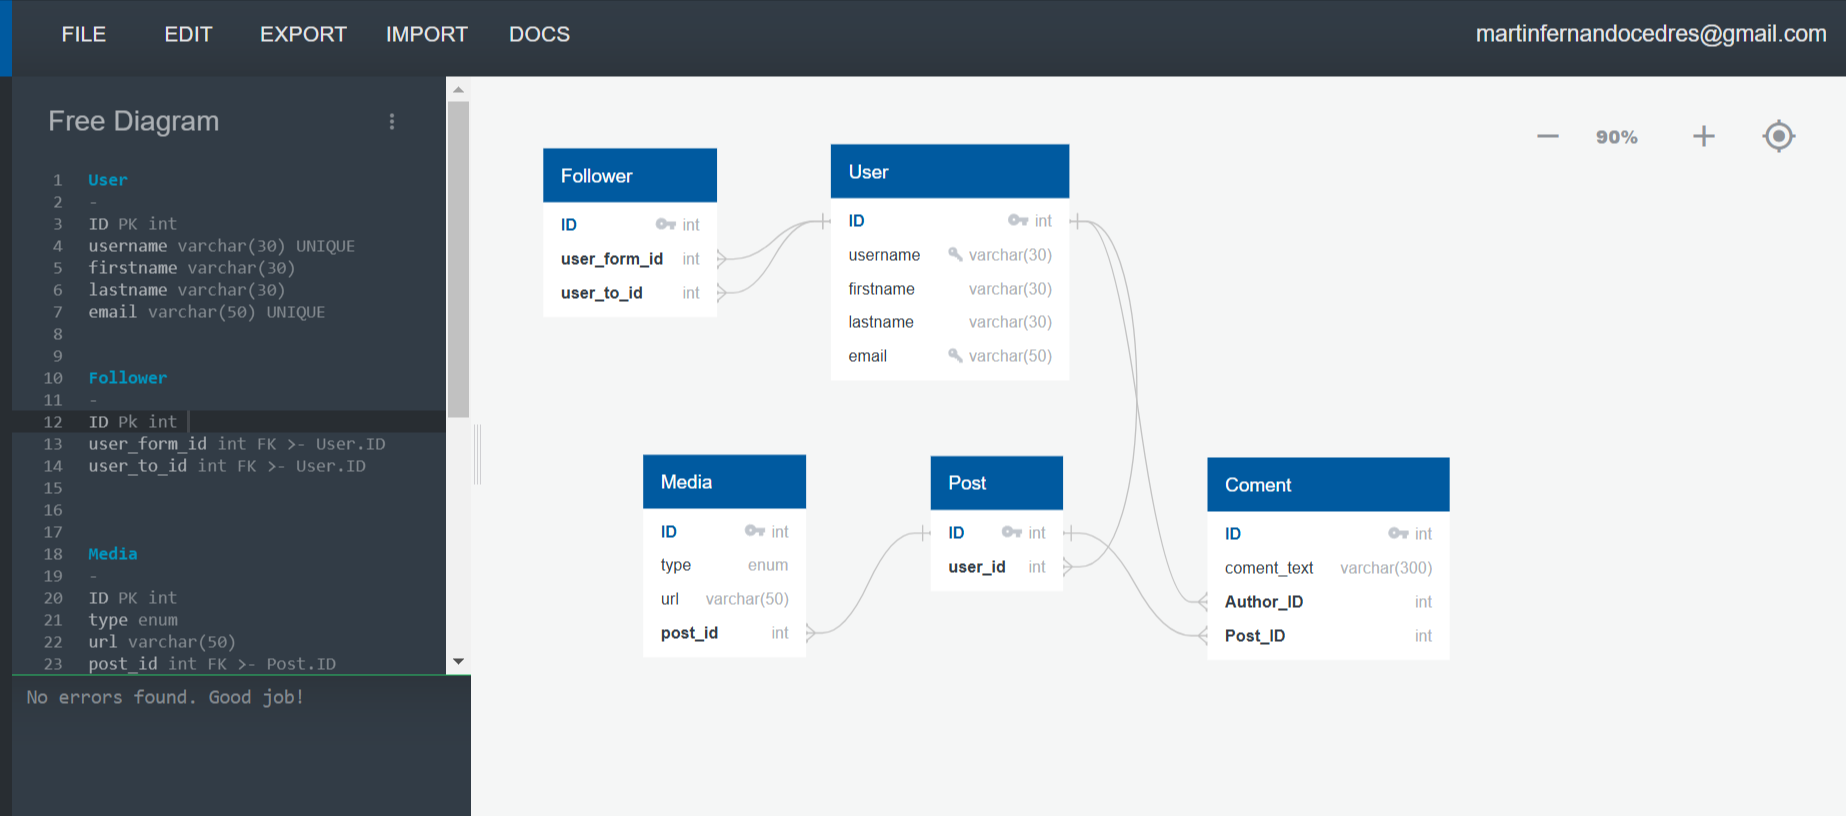 FILE EDIT EXPORT IMPORT DOCS martinfernandocedres@gmail.com
Free Diagram
1 User
2 -
3 ID PK int
4 username varchar(30) UNIQUE
5 firstname varchar(30)
6 lastname varchar(30)
7 email varchar(50) UNIQUE
8
9
10 Follower
11 -
12 ID Pk int
13 user_form_id int FK >- User.ID
14 user_to_id int FK >- User.ID
15
16
17
18 Media
19 -
20 ID PK int
21 type enum
22 url varchar(50)
23 post_id int FK >- Post.ID
No errors found. Good job!
90%
Follower
ID int
user_form_id int
user_to_id int
User
ID int
username varchar(30)
firstname varchar(30)
lastname varchar(30)
email varchar(50)
Media
ID int
type enum
url varchar(50)
post_id int
Post
ID int
user_id int
Coment
ID int
coment_text varchar(300)
Author_ID int
Post_ID int